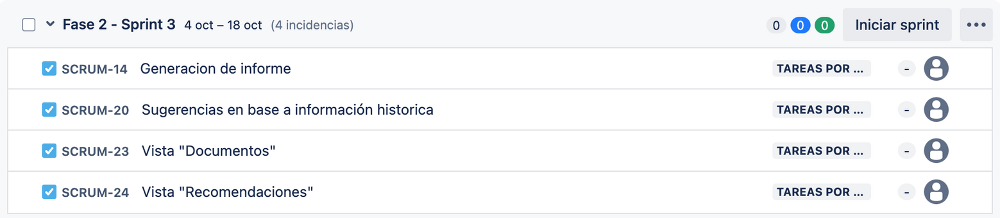 Fase 2 - Sprint 3 4 oct – 18 oct (4 incidencias) 0 0 0 Iniciar sprint
SCRUM-14 Generacion de informe TAREAS POR ... -
SCRUM-20 Sugerencias en base a información historica TAREAS POR ... -
SCRUM-23 Vista "Documentos" TAREAS POR ... -
SCRUM-24 Vista "Recomendaciones" TAREAS POR ... -